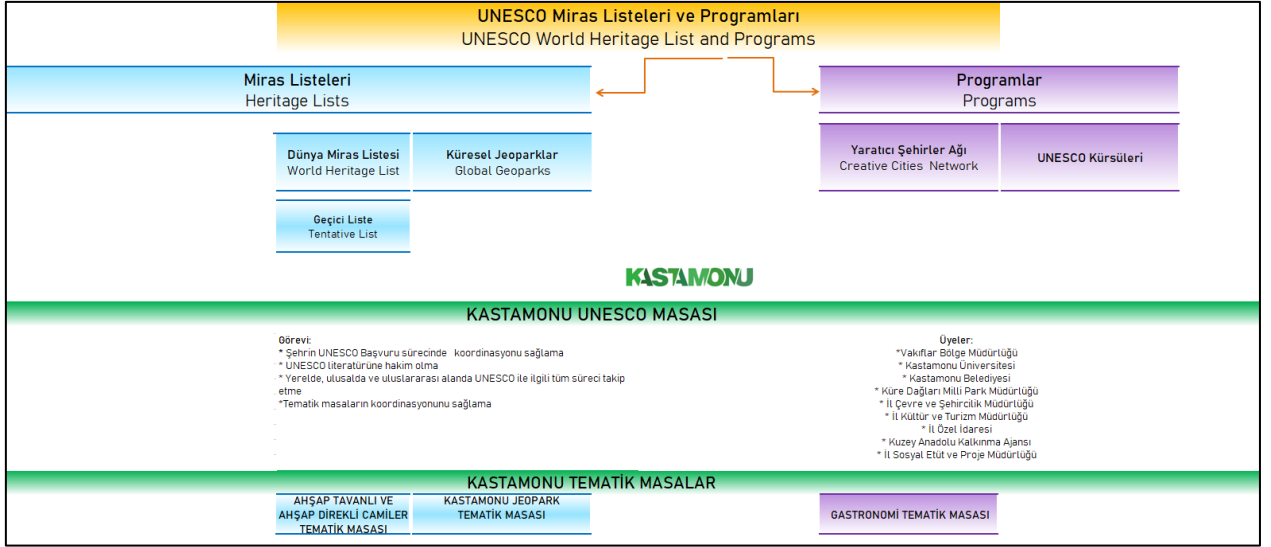 UNESCO Miras Listeleri ve Programları
UNESCO World Heritage List and Programs
Miras Listeleri
Heritage Lists
Programlar
Programs
Dünya Miras Listesi
World Heritage List
Küresel Jeoparklar
Global Geoparks
Yaratıcı Şehirler Ağı
Creative Cities Network
UNESCO Kürsüleri
Geçici Liste
Tentative List
KASTAMONU
KASTAMONU UNESCO MASASI
Görevi:
* Şehrin UNESCO Başvuru sürecinde koordinasyonu sağlama
* UNESCO literatürüne hakim olma
* Yerelde, ulusalda ve uluslararası alanda UNESCO ile ilgili tüm süreci takip
etme
*Tematik masaların koordinasyonunu sağlama
Üyeler:
*Vakıflar Bölge Müdürlüğü
* Kastamonu Üniversitesi
* Kastamonu Belediyesi
* Küre Dağları Milli Park Müdürlüğü
* İl Çevre ve Şehircilik Müdürlüğü
* İl Kültür ve Turizm Müdürlüğü
* İl Özel İdaresi
* Kuzey Anadolu Kalkınma Ajansı
* İl Sosyal Etüt ve Proje Müdürlüğü
KASTAMONU TEMATİK MASALAR
AHŞAP TAVANLI VE
AHŞAP DİREKLİ CAMİLER
TEMATİK MASASI
KASTAMONU JEOPARK
TEMATİK MASASI
GASTRONOMİ TEMATİK MASASI